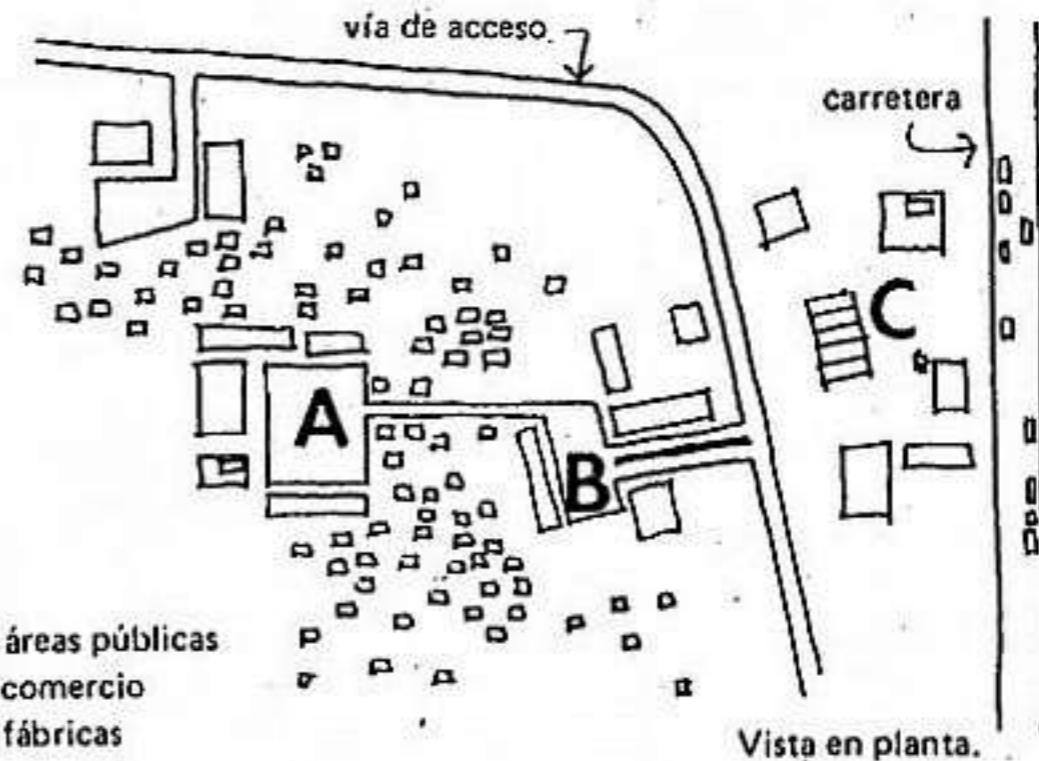 vía de acceso
carretera
C
A
B
áreas públicas
comercio
fábricas
Vista en planta.